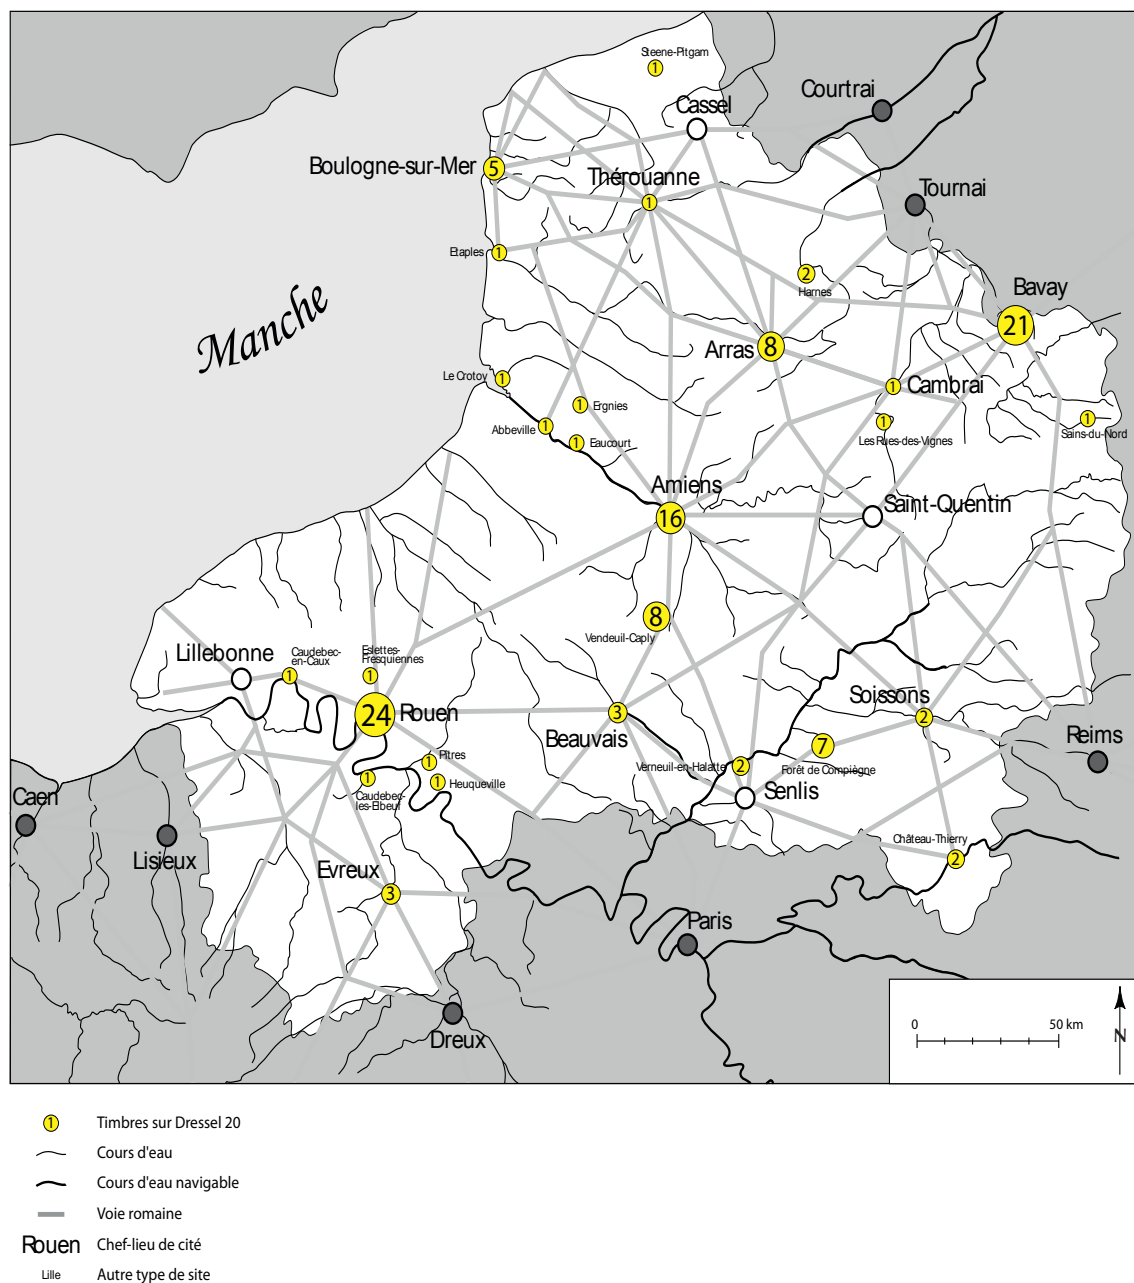 Steene-Pitgam
1
Cassel
Courtrai
Boulogne-sur-Mer
5
Thérouanne
1
Tournai
Etaples
1
2
Harnes
Bavay
21
Manche
Arras
8
Le Crotoy
1
Cambrai
1
1
Ergnies
Abbeville
1
1
Eaucourt
1
Les Rues-des-Vignes
1
Sains-du-Nord
Amiens
16
Saint-Quentin
8
Vendeuil-Caply
Lillebonne
Caudebec-
en-Caux
1
Eslettes-
Fresquiennes
1
24
Rouen
3
Beauvais
Soissons
2
7
Forêt de Compiègne
Reims
Pîtres
1
Verneuil-en-Halatte
2
1
Caudebec-
les-Elbeuf
1
Heuqueville
Senlis
Caen
Lisieux
Château-Thierry
2
Evreux
3
Paris
Dreux
0
50 km
N
1
Timbres sur Dressel 20
Cours d'eau
Cours d'eau navigable
Voie romaine
Rouen Chef-lieu de cité
Lille Autre type de site